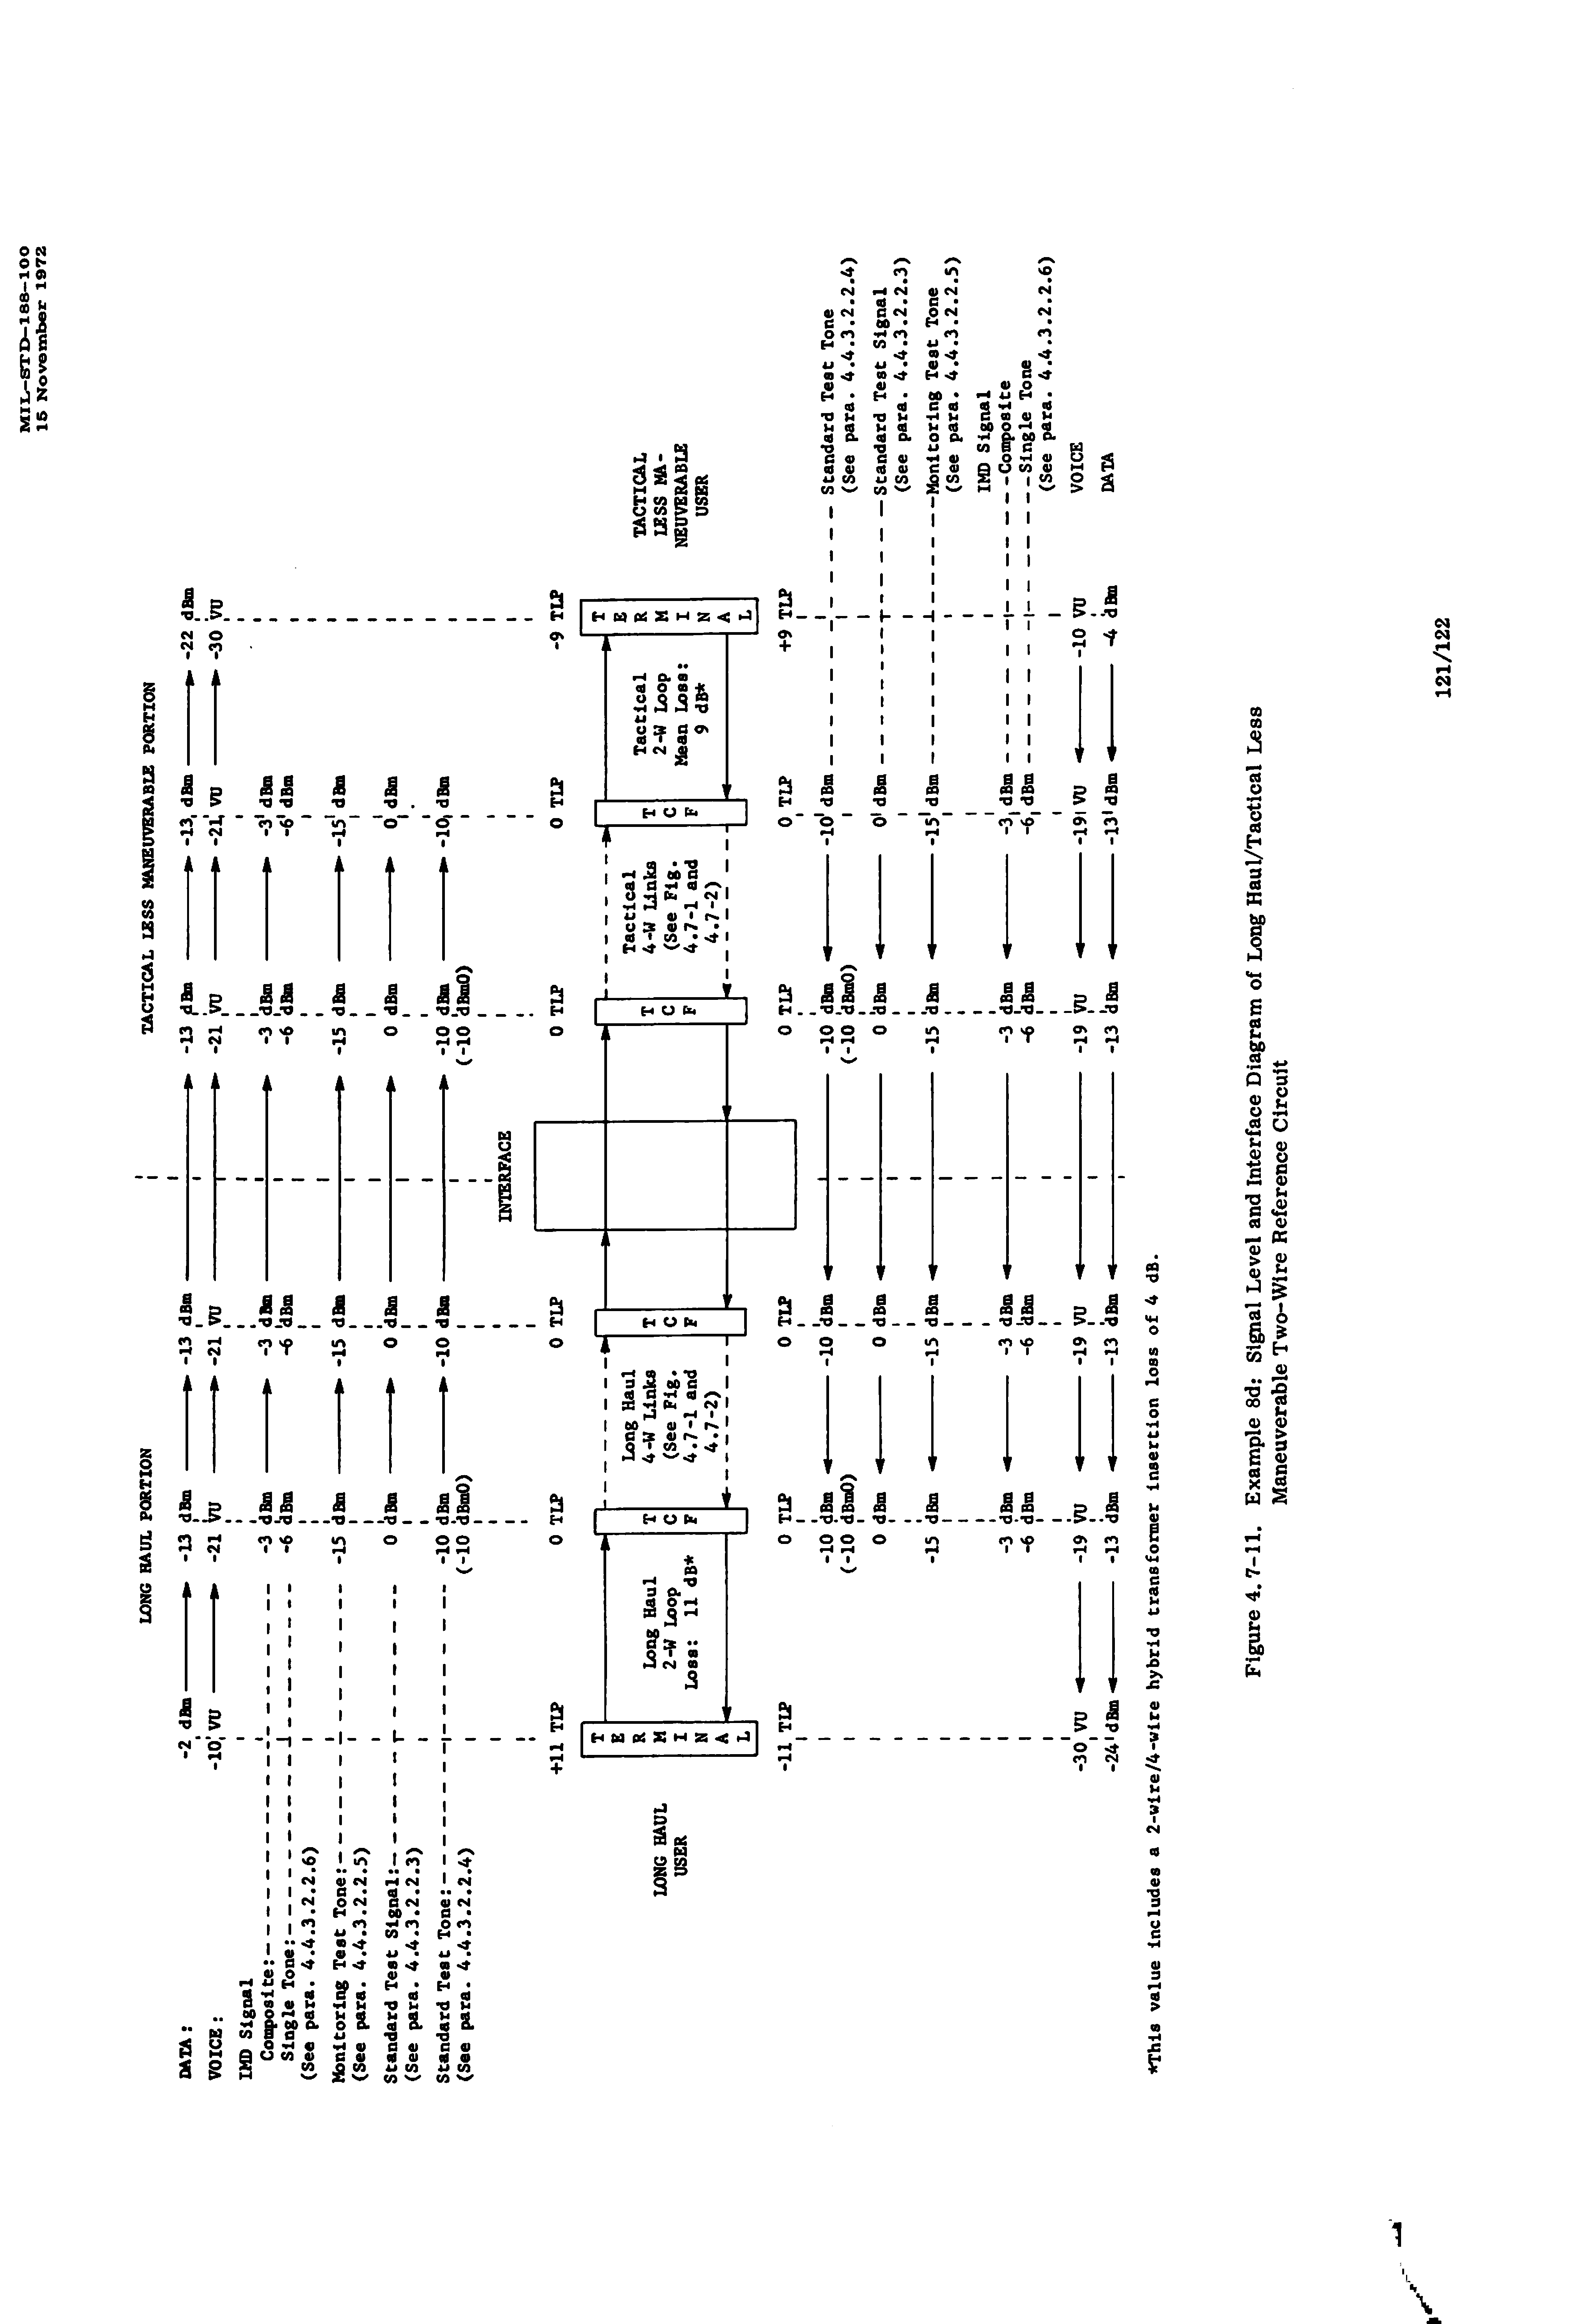 MIL-STD-188-100
15 November 1972
LONG HAUL PORTION
TACTICAL LESS MANEUVERABLE PORTION
DATA: -2 dBm -13 dBm -13 dBm -13 dBm -13 dBm -22 dBm
VOICE: -10 VU -21 VU -21 VU -21 VU -21 VU -30 VU
IMD Signal
Composite: -3 dBm -3 dBm -3 dBm -3 dBm
Single Tone: -6 dBm -6 dBm -6 dBm -6 dBm
(See para. 4.4.3.2.2.6)
Monitoring Test Tone: -15 dBm -15 dBm -15 dBm -15 dBm
(See para. 4.4.3.2.2.5)
Standard Test Signal: 0 dBm 0 dBm 0 dBm 0 dBm
(See para. 4.4.3.2.2.3)
Standard Test Tone: -10 dBm -10 dBm -10 dBm -10 dBm
(See para. 4.4.3.2.2.4) (-10 dBm0) (-10 dBm0)
INTERFACE
+11 TLP 0 TLP 0 TLP 0 TLP 0 TLP -9 TLP
LONG HAUL
USER
TERMINAL
Long Haul
2-W Loop
Loss: 11 dB*
TCF
Long Haul
4-W Links
(See Fig.
4.7-1 and
4.7-2)
TCF
TCF
Tactical
4-W Links
(See Fig.
4.7-1 and
4.7-2)
TCF
Tactical
2-W Loop
Mean Loss:
9 dB*
TERMINAL
TACTICAL
LESS MA-
NEUVERABLE
USER
-11 TLP 0 TLP 0 TLP 0 TLP 0 TLP +9 TLP
-10 dBm -10 dBm -10 dBm -10 dBm Standard Test Tone
(-10 dBm0) (-10 dBm0) (See para. 4.4.3.2.2.4)
0 dBm 0 dBm 0 dBm 0 dBm Standard Test Signal
(See para. 4.4.3.2.2.3)
-15 dBm -15 dBm -15 dBm -15 dBm Monitoring Test Tone
(See para. 4.4.3.2.2.5)
IMD Signal
-3 dBm -3 dBm -3 dBm -3 dBm Composite
-6 dBm -6 dBm -6 dBm -6 dBm Single Tone
(See para. 4.4.3.2.2.6)
-30 VU -19 VU -19 VU -19 VU -19 VU -10 VU VOICE
-24 dBm -13 dBm -13 dBm -13 dBm -13 dBm -4 dBm DATA
*This value includes a 2-wire/4-wire hybrid transformer insertion loss of 4 dB.
Figure 4.7-11. Example 8d: Signal Level and Interface Diagram of Long Haul/Tactical Less
Maneuverable Two-Wire Reference Circuit
121/122